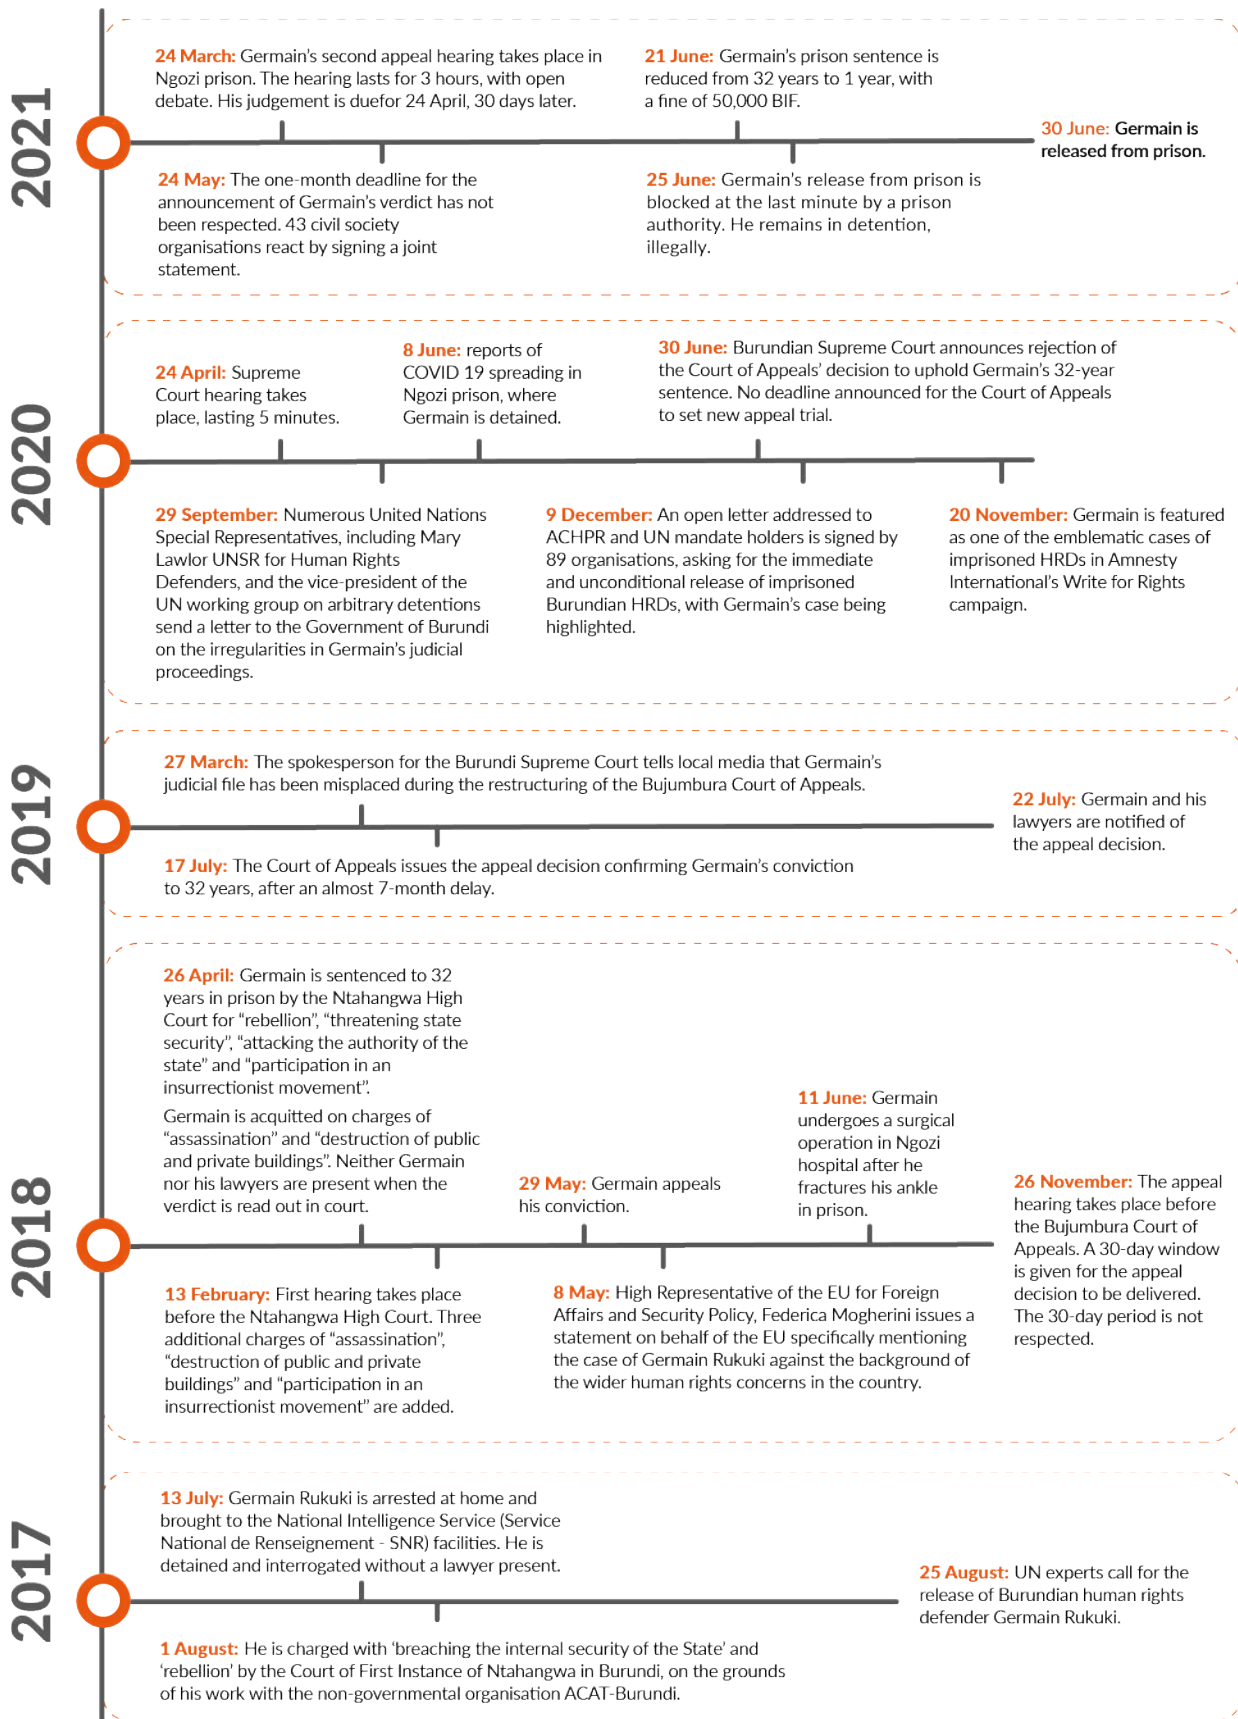 2021
24 March: Germain's second appeal hearing takes place in
Ngozi prison. The hearing lasts for 3 hours, with open
debate. His judgement is duefor 24 April, 30 days later.
21 June: Germain's prison sentence is
reduced from 32 years to 1 year, with
a fine of 50,000 BIF.
30 June: Germain is
released from prison.
24 May: The one-month deadline for the
announcement of Germain's verdict has not
been respected. 43 civil society
organisations react by signing a joint
statement.
25 June: Germain's release from prison is
blocked at the last minute by a prison
authority. He remains in detention,
illegally.
2020
24 April: Supreme
Court hearing takes
place, lasting 5 minutes.
8 June: reports of
COVID 19 spreading in
Ngozi prison, where
Germain is detained.
30 June: Burundian Supreme Court announces rejection of
the Court of Appeals' decision to uphold Germain's 32-year
sentence. No deadline announced for the Court of Appeals
to set new appeal trial.
29 September: Numerous United Nations
Special Representatives, including Mary
Lawlor UNSR for Human Rights
Defenders, and the vice-president of the
UN working group on arbitrary detentions
send a letter to the Government of Burundi
on the irregularities in Germain's judicial
proceedings.
9 December: An open letter addressed to
ACHPR and UN mandate holders is signed by
89 organisations, asking for the immediate
and unconditional release of imprisoned
Burundian HRDs, with Germain's case being
highlighted.
20 November: Germain is featured
as one of the emblematic cases of
imprisoned HRDs in Amnesty
International's Write for Rights
campaign.
2019
27 March: The spokesperson for the Burundi Supreme Court tells local media that Germain's
judicial file has been misplaced during the restructuring of the Bujumbura Court of Appeals.
22 July: Germain and his
lawyers are notified of
the appeal decision.
17 July: The Court of Appeals issues the appeal decision confirming Germain's conviction
to 32 years, after an almost 7-month delay.
2018
26 April: Germain is sentenced to 32
years in prison by the Ntahangwa High
Court for "rebellion", "threatening state
security", "attacking the authority of the
state" and "participation in an
insurrectionist movement".
Germain is acquitted on charges of
"assassination" and "destruction of public
and private buildings". Neither Germain
nor his lawyers are present when the
verdict is read out in court.
29 May: Germain appeals
his conviction.
11 June: Germain
undergoes a surgical
operation in Ngozi
hospital after he
fractures his ankle
in prison.
26 November: The appeal
hearing takes place before
the Bujumbura Court of
Appeals. A 30-day window
is given for the appeal
decision to be delivered.
The 30-day period is not
respected.
13 February: First hearing takes place
before the Ntahangwa High Court. Three
additional charges of "assassination",
"destruction of public and private
buildings" and "participation in an
insurrectionist movement" are added.
8 May: High Representative of the EU for Foreign
Affairs and Security Policy, Federica Mogherini issues a
statement on behalf of the EU specifically mentioning
the case of Germain Rukuki against the background of
the wider human rights concerns in the country.
2017
13 July: Germain Rukuki is arrested at home and
brought to the National Intelligence Service (Service
National de Renseignement - SNR) facilities. He is
detained and interrogated without a lawyer present.
25 August: UN experts call for the
release of Burundian human rights
defender Germain Rukuki.
1 August: He is charged with 'breaching the internal security of the State' and
'rebellion' by the Court of First Instance of Ntahangwa in Burundi, on the grounds
of his work with the non-governmental organisation ACAT-Burundi.